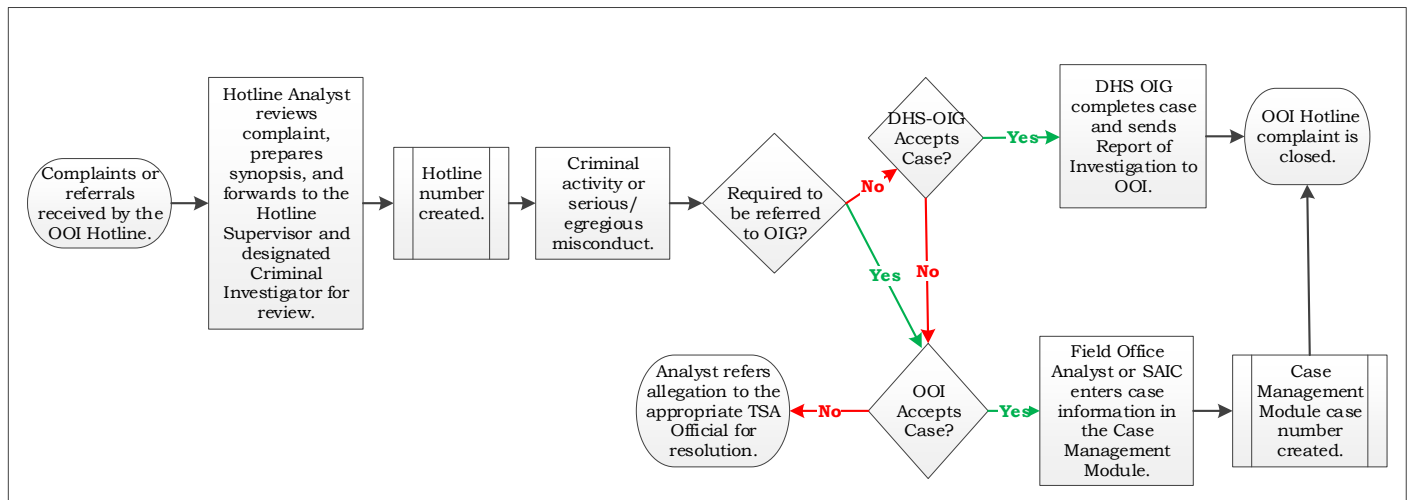 Complaints or
referrals
received by the
OOI Hotline.
Hotline Analyst
reviews
complaint,
prepares
synopsis, and
forwards to the
Hotline
Supervisor and
designated
Criminal
Investigator for
review.
Hotline
number
created.
Criminal
activity or
serious/
egregious
misconduct.
Required to
be referred
to OIG?
No
Yes
DHS-OIG
Accepts
Case?
Yes
No
DHS OIG
completes case
and sends
Report of
Investigation to
OOI.
OOI Hotline
complaint is
closed.
OOI
Accepts
Case?
No
Yes
Analyst refers
allegation to the
appropriate TSA
Official for
resolution.
Field Office
Analyst or SAIC
enters case
information in
the Case
Management
Module.
Case
Management
Module case
number
created.